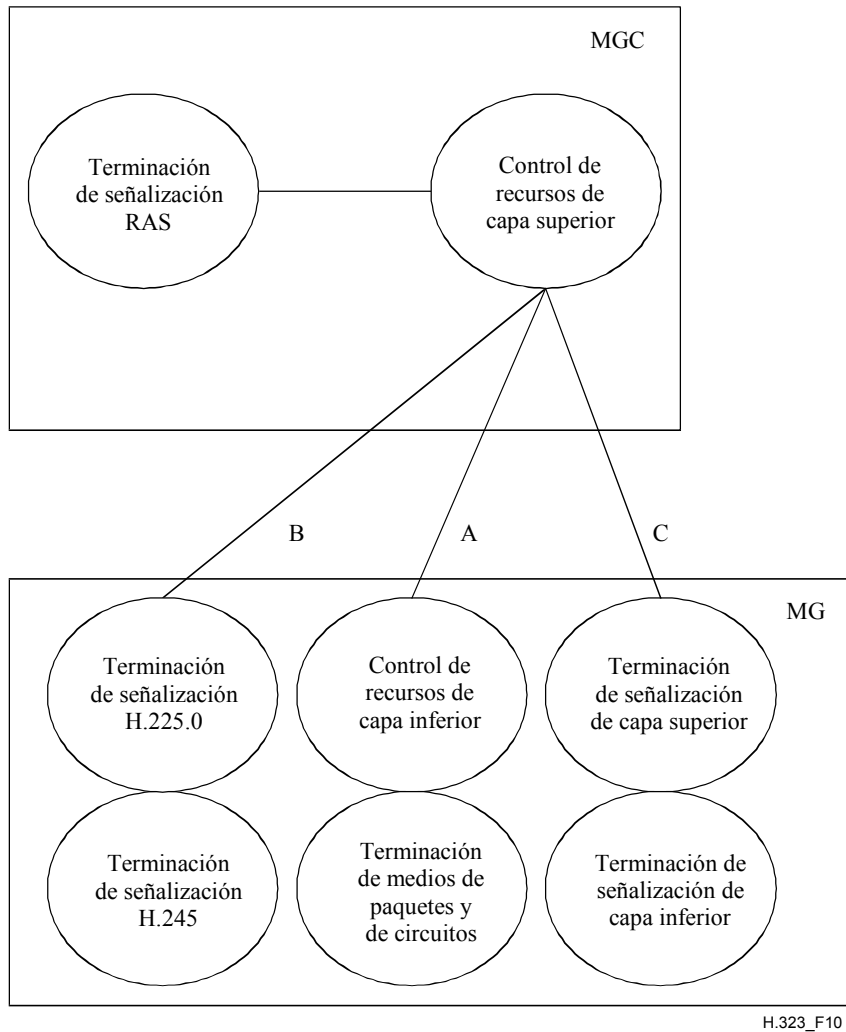 MGC
Terminación
de señalización
RAS
Control de
recursos de
capa superior
B
A
C
MG
Terminación
de señalización
H.225.0
Control de
recursos de
capa inferior
Terminación
de señalización
de capa superior
Terminación
de señalización
H.245
Terminación
de medios de
paquetes y
de circuitos
Terminación de
señalización de
capa inferior
H.323_F10